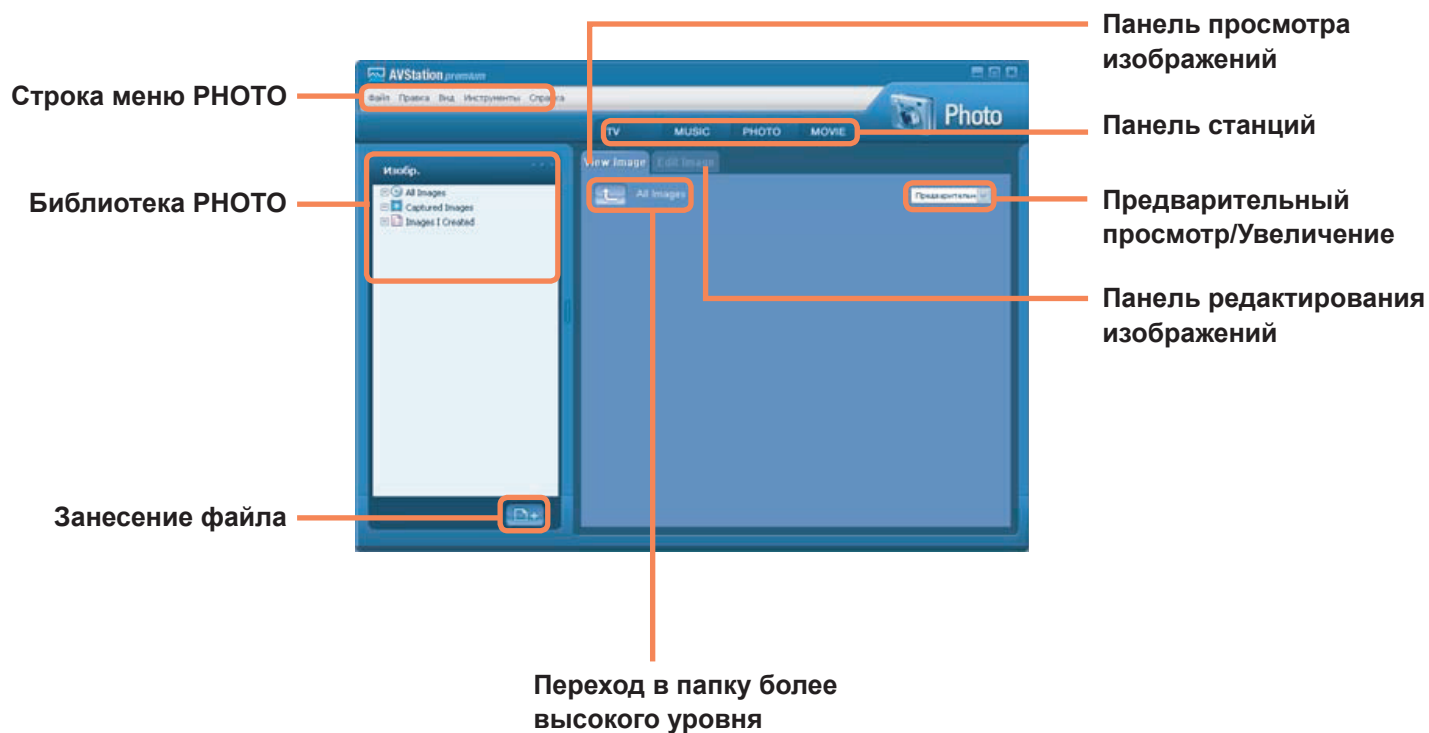 Панель просмотра
изображений
Строка меню PHOTO
AVStation premium
Файл Правка Вид Инструменты Справка
Photo
TV MUSIC PHOTO MOVIE
Панель станций
Библиотека PHOTO
Изобр.
All Images
Captured Images
Images I Created
View Image Edit Image
All Images
Предварительн
Предварительный
просмотр/Увеличение
Панель редактирования
изображений
Занесение файла
Переход в папку более
высокого уровня